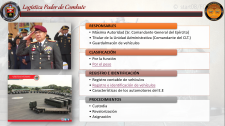 Logística Poder de Combate
RESPONSABLES
• Máxima Autoridad (Sr. Comandante General del Ejército)
• Titular de la Unidad Administrativa (Comandante del CLT.)
• Guardalmacén de vehículos
CLASIFICACIÓN
• Por la función
• Por el peso
REGISTRO E IDENTIFICACIÓN
• Registro contable de vehículos
• Registro e identificación de vehículos
• Características de los automotores del E.E
PROCEDIMIENTOS
• Custodia
• Revalorización
• Asignación